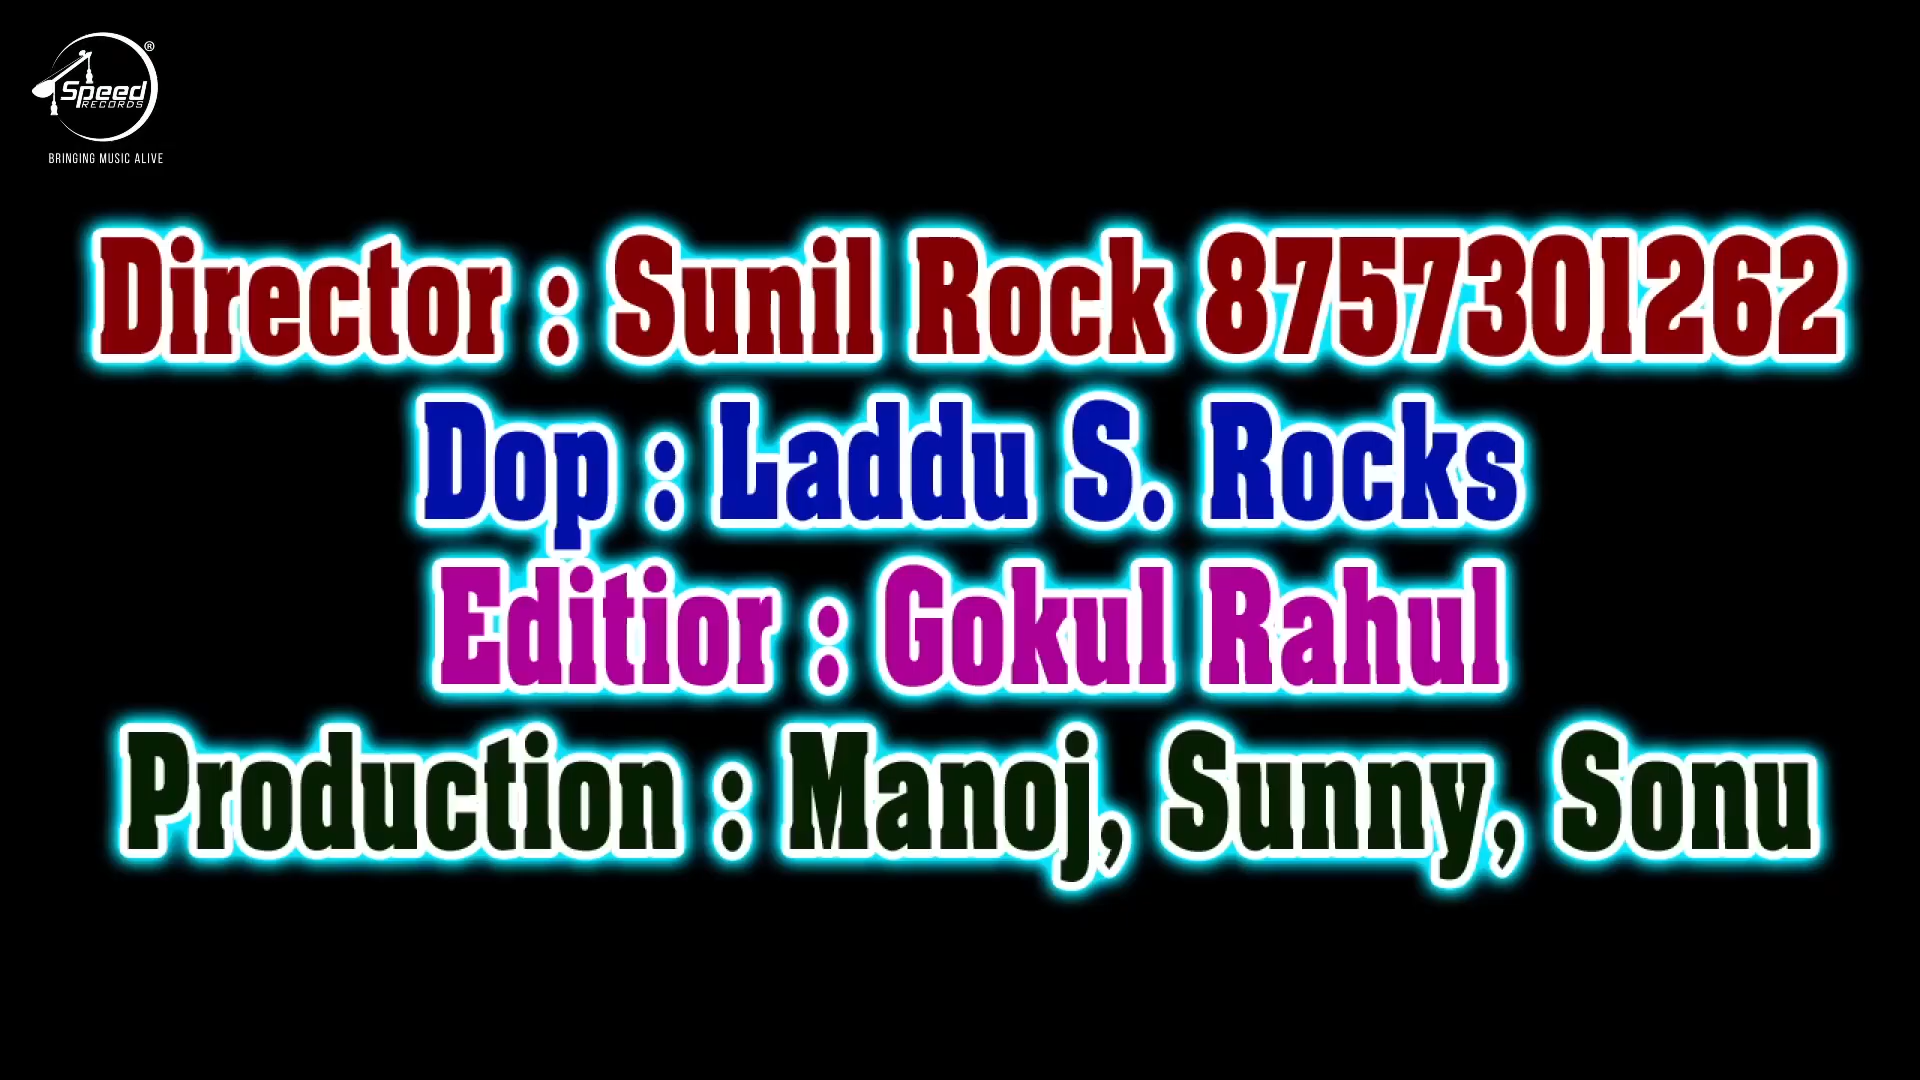 Speed
RECORDS
®
BRINGING MUSIC ALIVE
Director : Sunil Rock 8757301262
Dop : Laddu S. Rocks
Editior : Gokul Rahul
Production : Manoj, Sunny, Sonu